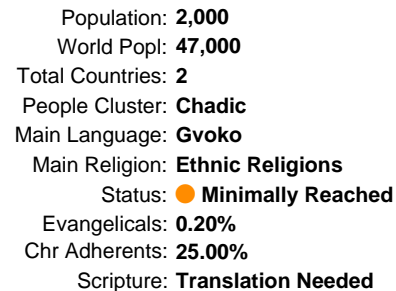 Population: 2,000
World Popl: 47,000
Total Countries: 2
People Cluster: Chadic
Main Language: Gvoko
Main Religion: Ethnic Religions
Status: Minimally Reached
Evangelicals: 0.20%
Chr Adherents: 25.00%
Scripture: Translation Needed